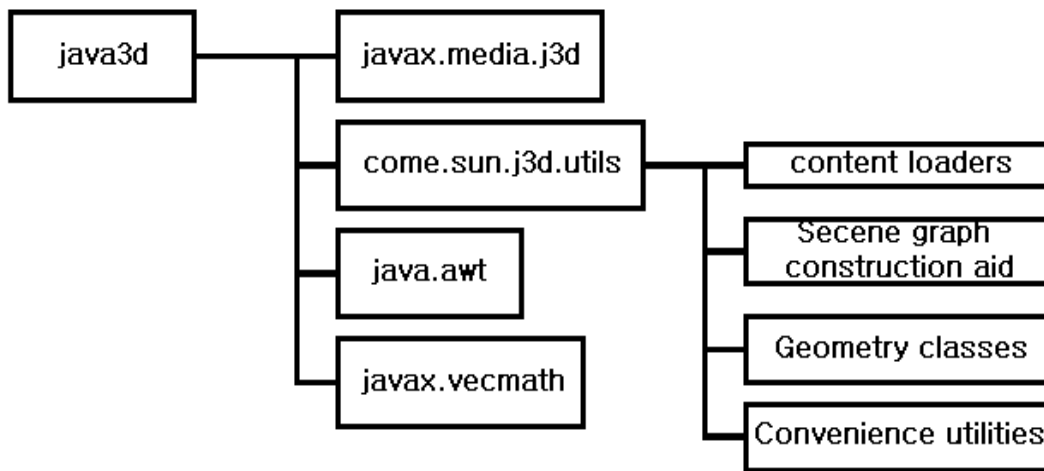 java3d
javax.media.j3d
come.sun.j3d.utils
java.awt
javax.vecmath
content loaders
Secene graph
construction aid
Geometry classes
Convenience utilities